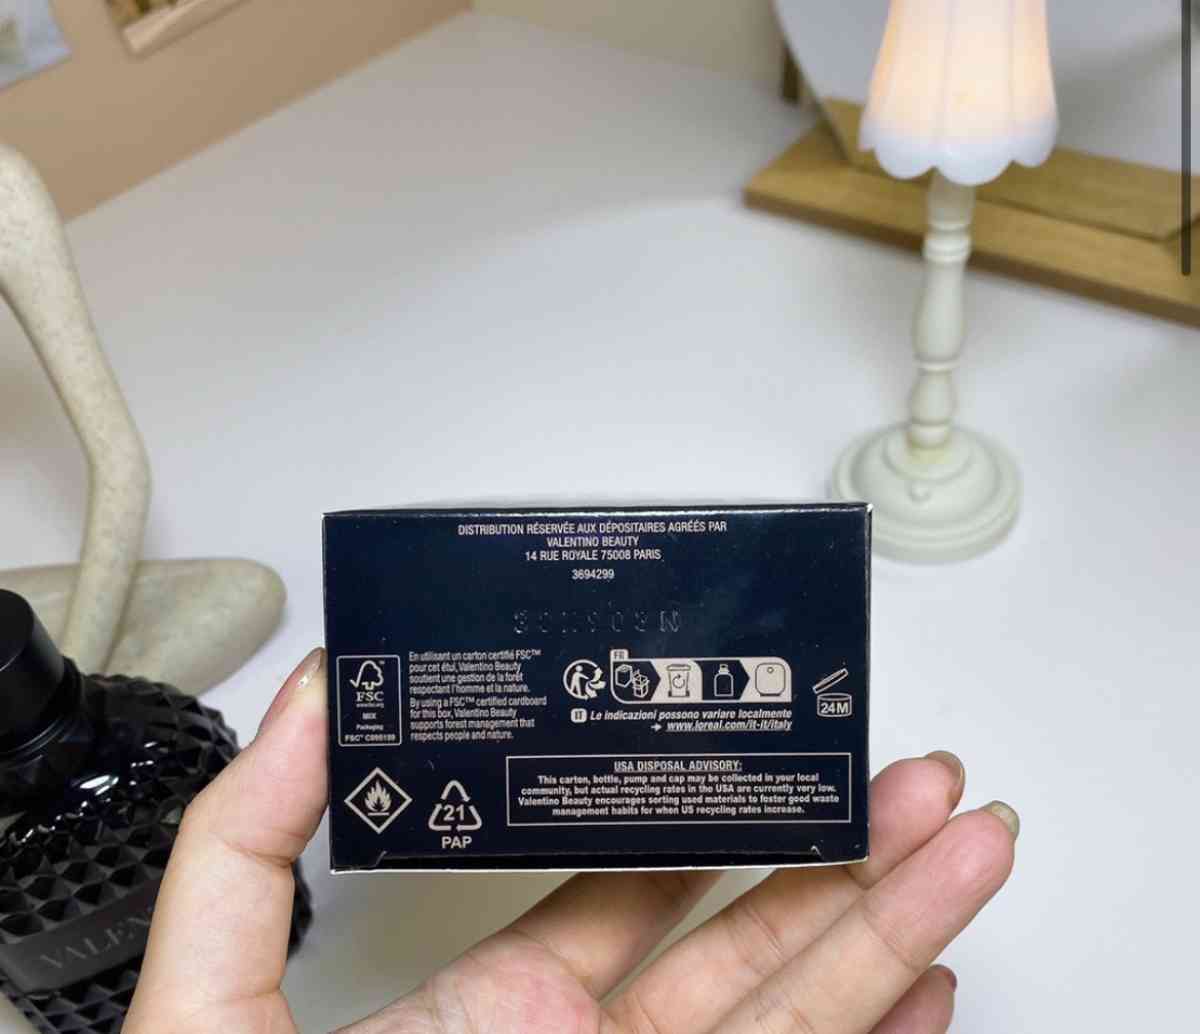 DISTRIBUTION RÉSERVÉE AUX DÉPOSITAIRES AGRÉÉS PAR
VALENTINO BEAUTY
14 RUE ROYALE 75008 PARIS
3694299
En utilisant un carton certifié FSC™
pour cet étui, Valentino Beauty
soutient une gestion de la forêt
respectant l'homme et la nature.
By using a FSC™ certified cardboard
for this box, Valentino Beauty
supports forest management that
respects people and nature.
FSC
www.fsc.org
MIX
Packaging
FR
IT Le indicazioni possono variare localmente
→ www.loreal.com/it-it/italy
24M
21
PAP
USA DISPOSAL ADVISORY:
This carton, bottle, pump and cap may be collected in your local
community, but actual recycling rates in the USA are currently very low.
Valentino Beauty encourages sorting used materials to foster good waste
management habits for when US recycling rates increase.